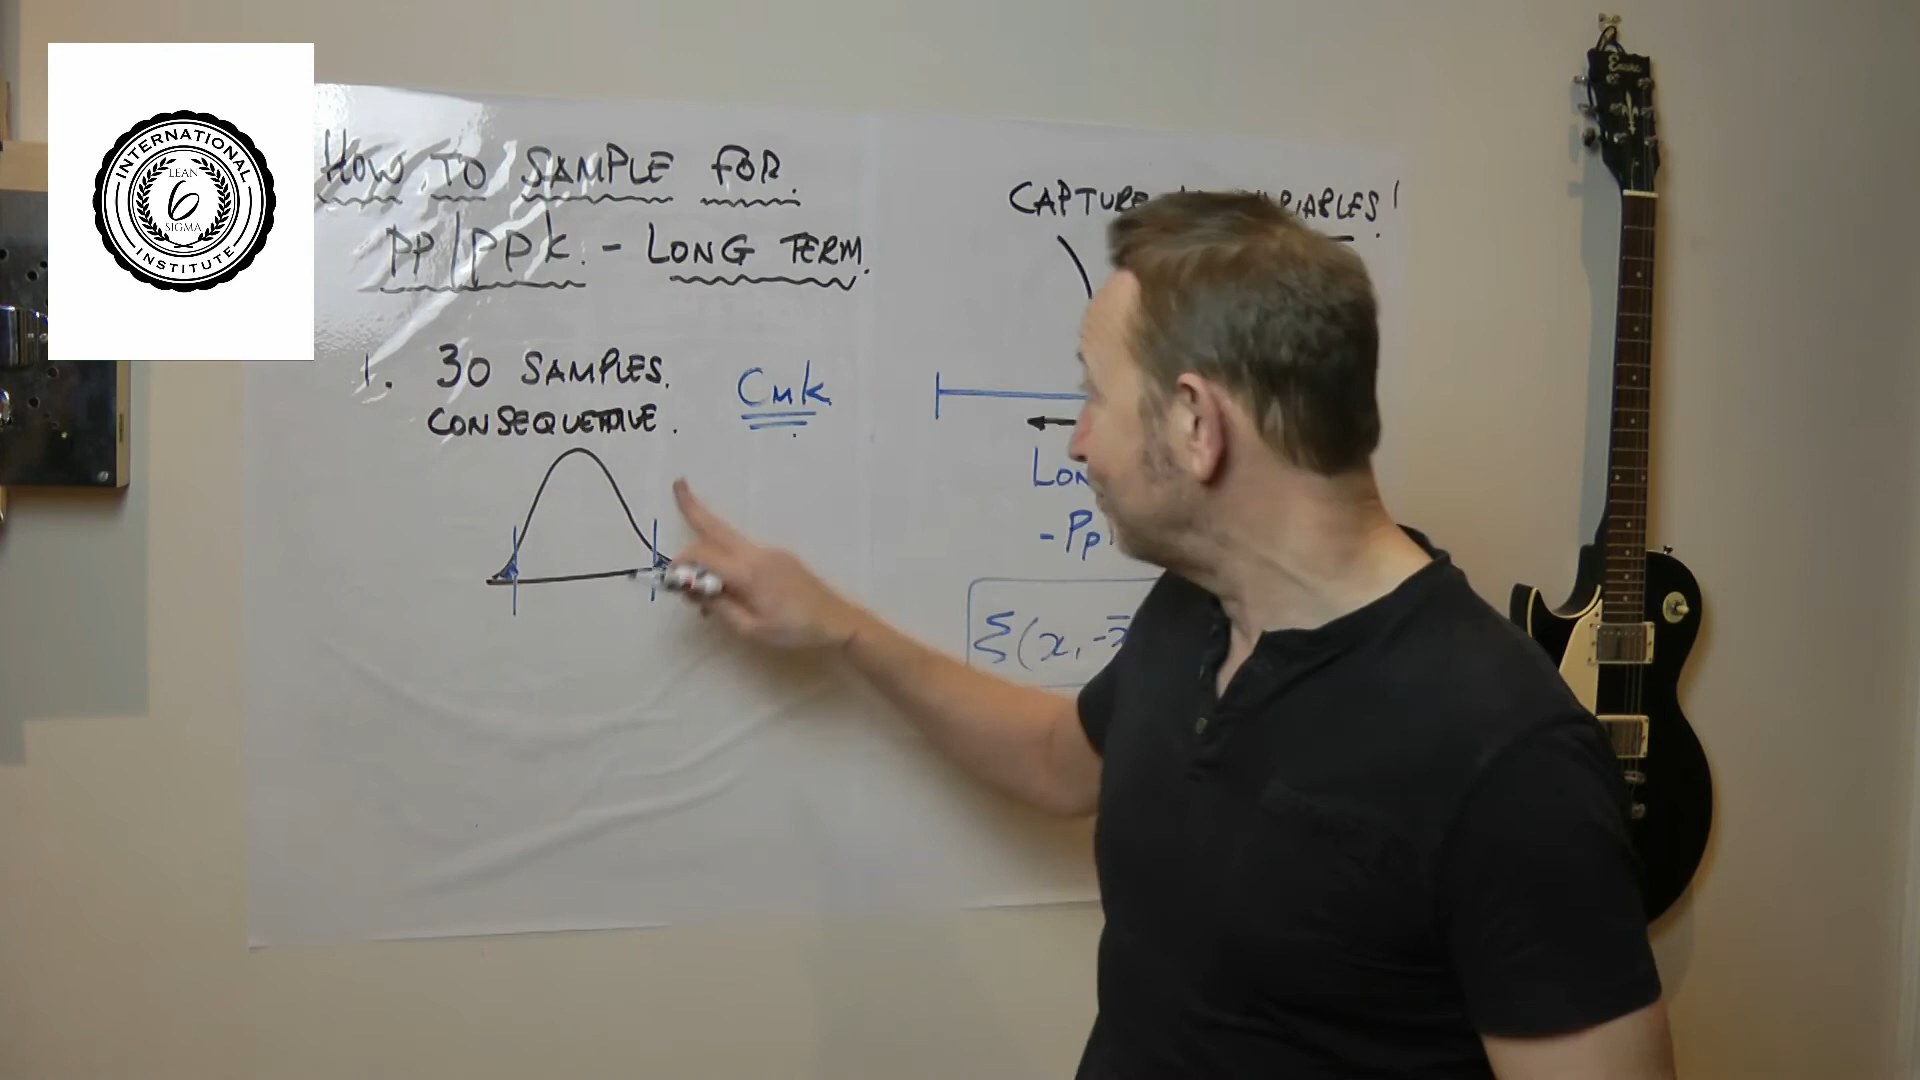 INTERNATIONAL
LEAN
6
SIGMA
INSTITUTE
HOW TO SAMPLE FOR.
PP/PPK. - LONG TERM.
1. 30 SAMPLES.
CONSEQUETIVE.
Cmk
CAPTURE
LON
- Pp
Σ(x, -x̄